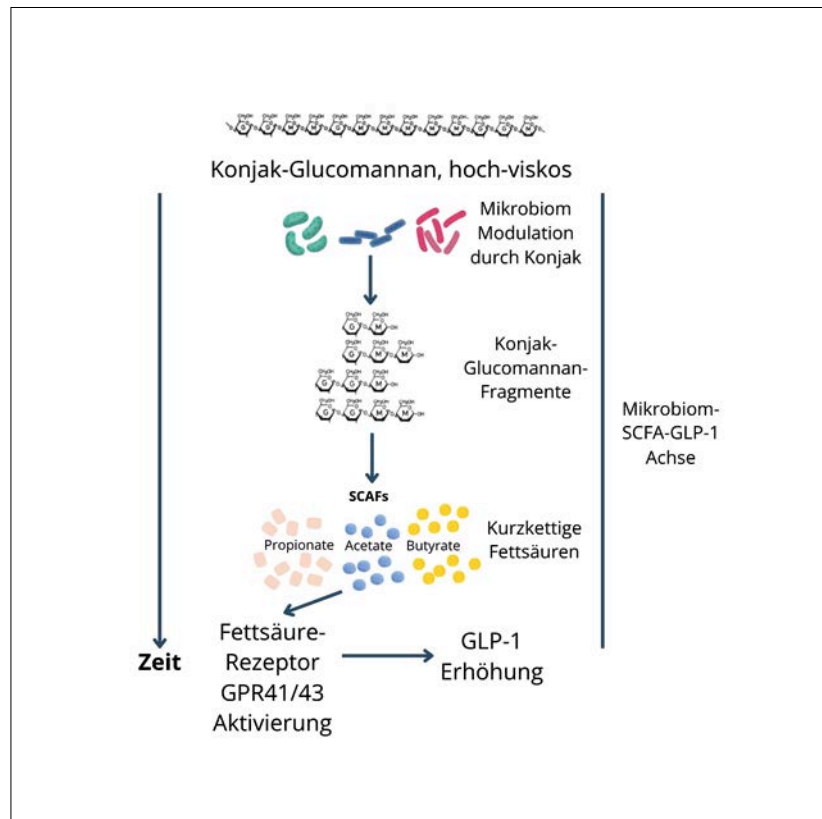 Konjak-Glucomannan, hoch-viskos
Mikrobiom
Modulation
durch Konjak
Konjak-
Glucomannan-
Fragmente
Mikrobiom-
SCFA-GLP-1
Achse
SCAFs
Propionate Acetate Butyrate
Kurzkettige
Fettsäuren
Zeit
Fettsäure-
Rezeptor
GPR41/43
Aktivierung
GLP-1
Erhöhung